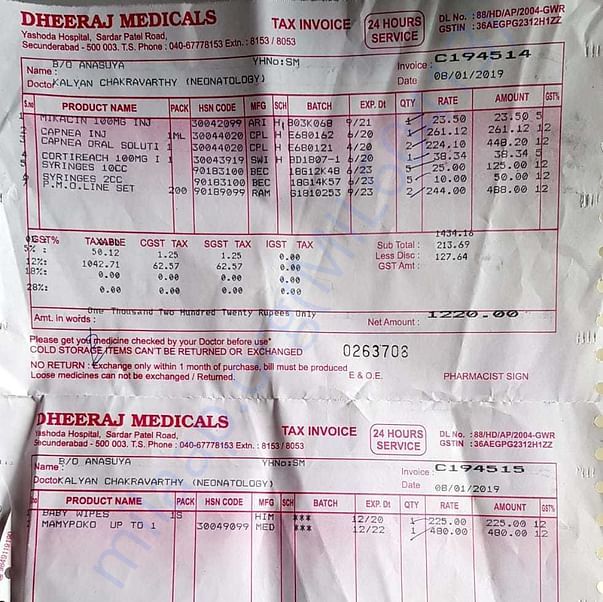 DHEERAJ MEDICALS
Yashoda Hospital, Sardar Patel Road,
Secunderabad - 500 003. T.S. Phone : 040-67778153 Extn. : 8153 / 8053
TAX INVOICE
24 HOURS SERVICE
DL No. : 88/HD/AP/2004-GWR
GSTIN : 36AEGPG2312H1ZZ
Name : B/O ANASUYA YHNo:SM
Doctor KALYAN CHAKRAVARTHY (NEONATOLOGY)
Invoice : C194514
Date 08/01/2019
S.no PRODUCT NAME PACK HSN CODE MFG SCH BATCH EXP. Dt QTY RATE AMOUNT GST%
MIKACIN 100MG INJ 30042099 ARI H 803K068 9/21 1 23.50 23.50 5
CAPNEA INJ 1ML 30044020 CPL H E680162 6/20 1 261.12 261.12 12
CAPNEA ORAL SOLUTI 1 30044020 CPL H E680121 4/20 2 224.10 448.20 12
CORTIREACH 100MG I 1 30043919 SWI H BD1807-1 6/20 1 38.34 38.34 5
SYRINGES 10CC 90183100 BEC 18G12K48 6/23 5 25.00 125.00 12
SYRINGES 2CC 90183100 BEC 18G14K57 6/23 5 10.00 50.00 12
P.M.O.LINE SET 200 90189099 RAM G1810253 9/23 2 244.00 488.00 12
GST% TAXABLE CGST TAX SGST TAX IGST TAX
5% : 50.12 1.25 1.25 0.00
12%: 1042.71 62.57 62.57 0.00
18%: 0.00 0.00 0.00 0.00
28%: 0.00 0.00 0.00 0.00
1434.16
Sub Total : 213.69
Less Disc : 127.64
GST Amt :
Amt. in words : One Thousand Two Hundred Twenty Rupees Only
Net Amount : 1220.00
Please get your medicine checked by your Doctor before use*
COLD STORAGE ITEMS CAN'T BE RETURNED OR EXCHANGED
0263708
NO RETURN : Exchange only within 1 month of purchase, bill must be produced
Loose medicines can not be exchanged / Returned.
E & O.E.
PHARMACIST SIGN
DHEERAJ MEDICALS
Yashoda Hospital, Sardar Patel Road,
Secunderabad - 500 003. T.S. Phone : 040-67778153 Extn. : 8153 / 8053
TAX INVOICE
24 HOURS SERVICE
DL No. : 88/HD/AP/2004-GWR
GSTIN : 36AEGPG2312H1ZZ
Name : B/O ANASUYA YHNo:SM
Doctor KALYAN CHAKRAVARTHY (NEONATOLOGY)
Invoice : C194515
Date 08/01/2019
PRODUCT NAME PACK HSN CODE MFG SCH BATCH EXP. Dt QTY RATE AMOUNT GST%
BABY WIPES 1S HIM *** 12/20 1 225.00 225.00 12
MAMYPOKO UP TO 1 30049099 MED *** 12/22 1 480.00 480.00 12